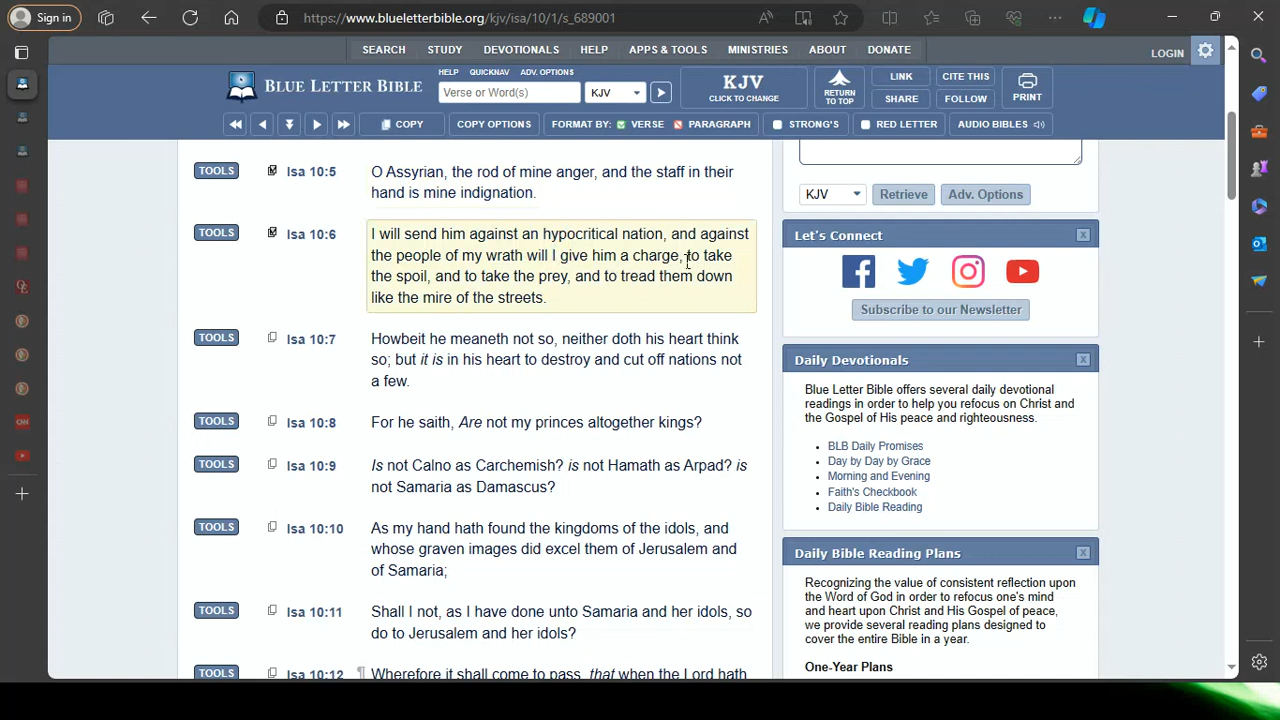 Sign in
https://www.blueletterbible.org/kjv/isa/10/1/s_689001
SEARCH STUDY DEVOTIONALS HELP APPS & TOOLS MINISTRIES ABOUT DONATE
LOGIN
BLUE LETTER BIBLE
HELP QUICKNAV ADV. OPTIONS
Verse or Word(s)
KJV
KJV
CLICK TO CHANGE
RETURN
TO TOP
LINK
CITE THIS
SHARE
FOLLOW
PRINT
COPY
COPY OPTIONS
FORMAT BY: VERSE PARAGRAPH
STRONG'S
RED LETTER
AUDIO BIBLES
TOOLS Isa 10:5 O Assyrian, the rod of mine anger, and the staff in their
hand is mine indignation.
TOOLS Isa 10:6 I will send him against an hypocritical nation, and against
the people of my wrath will I give him a charge, to take
the spoil, and to take the prey, and to tread them down
like the mire of the streets.
TOOLS Isa 10:7 Howbeit he meaneth not so, neither doth his heart think
so; but it is in his heart to destroy and cut off nations not
a few.
TOOLS Isa 10:8 For he saith, Are not my princes altogether kings?
TOOLS Isa 10:9 Is not Calno as Carchemish? is not Hamath as Arpad? is
not Samaria as Damascus?
TOOLS Isa 10:10 As my hand hath found the kingdoms of the idols, and
whose graven images did excel them of Jerusalem and
of Samaria;
TOOLS Isa 10:11 Shall I not, as I have done unto Samaria and her idols, so
do to Jerusalem and her idols?
TOOLS Isa 10:12 ¶ Wherefore it shall come to pass, that when the Lord hath
KJV
Retrieve
Adv. Options
Let's Connect
X
Subscribe to our Newsletter
Daily Devotionals
X
Blue Letter Bible offers several daily devotional
readings in order to help you refocus on Christ and
the Gospel of His peace and righteousness.
BLB Daily Promises
Day by Day by Grace
Morning and Evening
Faith's Checkbook
Daily Bible Reading
Daily Bible Reading Plans
X
Recognizing the value of consistent reflection upon
the Word of God in order to refocus one's mind
and heart upon Christ and His Gospel of peace,
we provide several reading plans designed to
cover the entire Bible in a year.
One-Year Plans
CNN